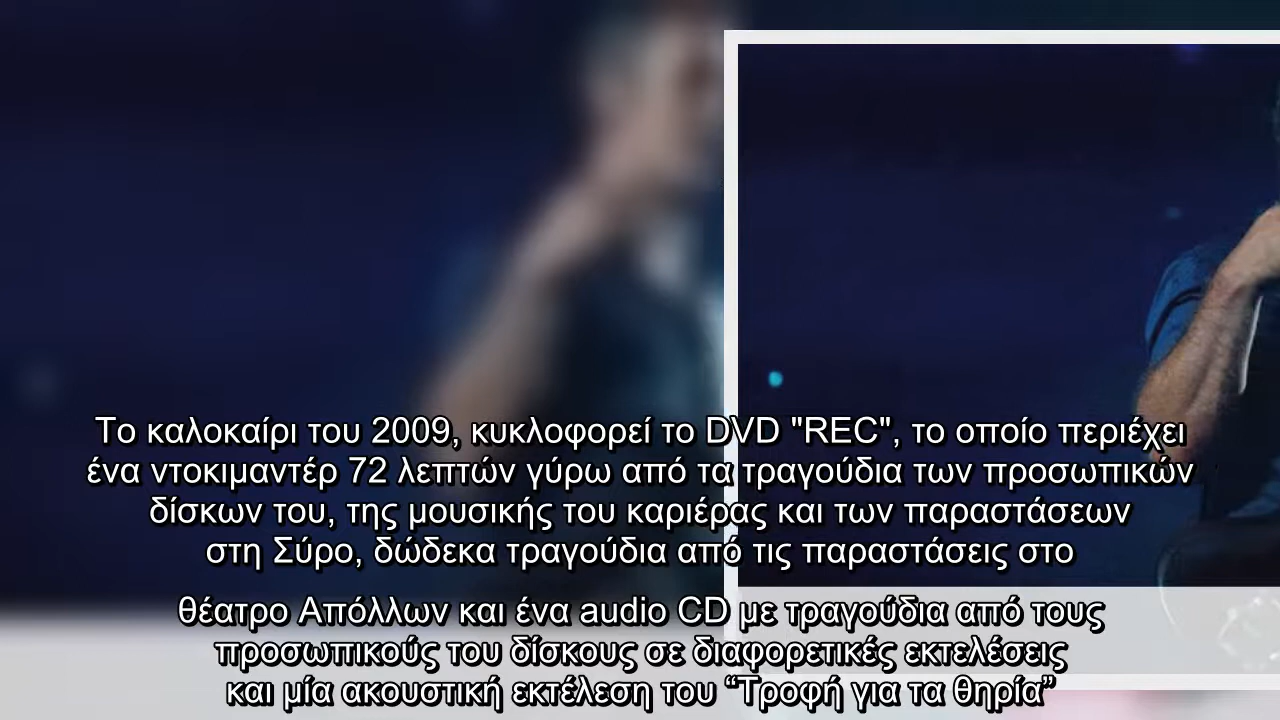 Το καλοκαίρι του 2009, κυκλοφορεί το DVD "REC", το οποίο περιέχει
ένα ντοκιμαντέρ 72 λεπτών γύρω από τα τραγούδια των προσωπικών
δίσκων του, της μουσικής του καριέρας και των παραστάσεων
στη Σύρο, δώδεκα τραγούδια από τις παραστάσεις στο
θέατρο Απόλλων και ένα audio CD με τραγούδια από τους
προσωπικούς του δίσκους σε διαφορετικές εκτελέσεις
και μία ακουστική εκτέλεση του “Τροφή για τα θηρία”